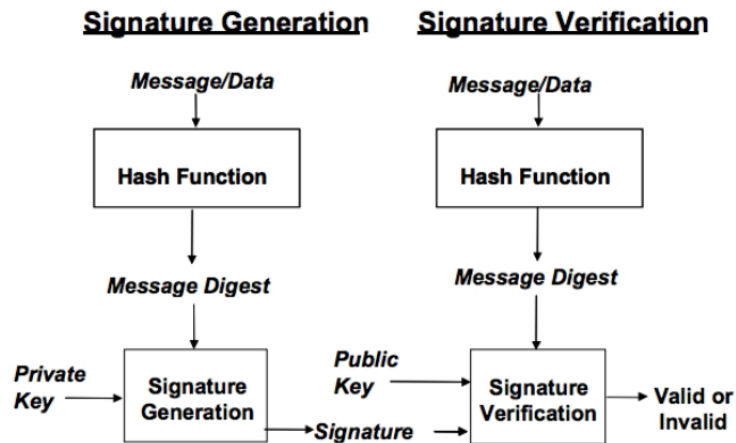 Signature Generation
Message/Data
Hash Function
Message Digest
Private
Key
Signature
Generation
Signature
Signature Verification
Message/Data
Hash Function
Message Digest
Public
Key
Signature
Verification
Valid or
Invalid